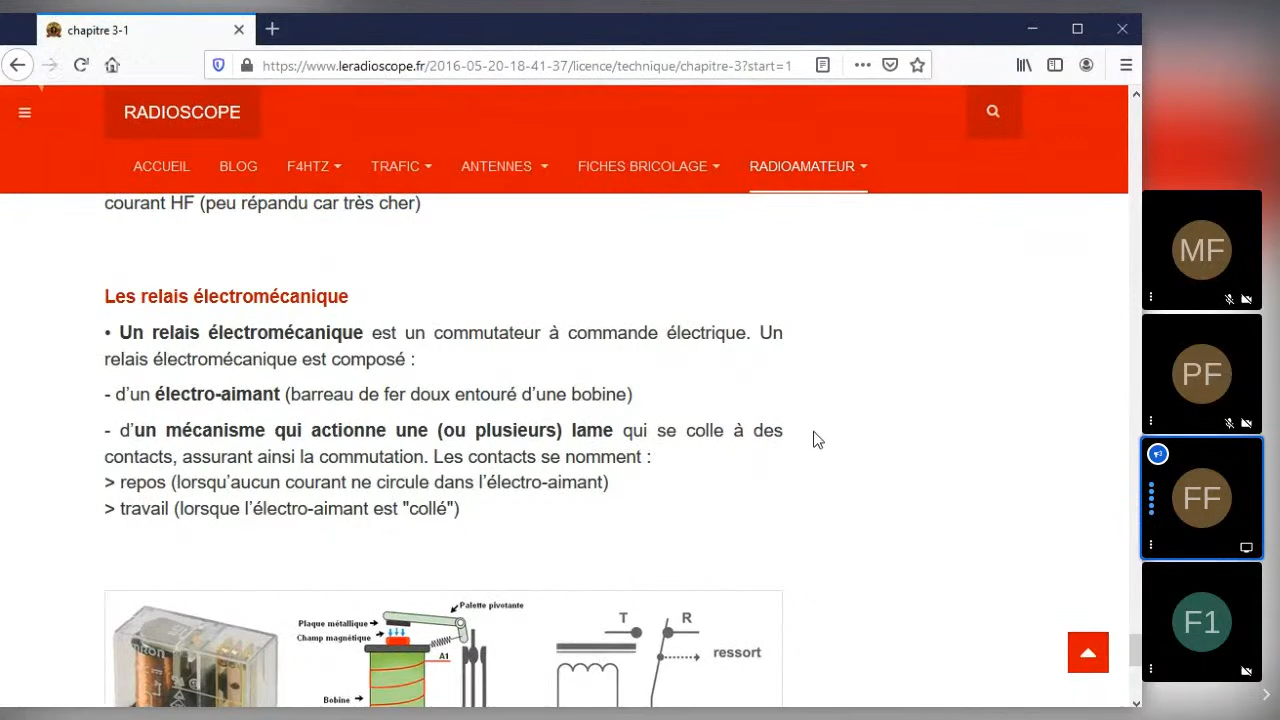 chapitre 3-1
https://www.leradioscope.fr/2016-05-20-18-41-37/licence/technique/chapitre-3?start=1
RADIOSCOPE
ACCUEIL BLOG F4HTZ TRAFIC ANTENNES FICHES BRICOLAGE RADIOAMATEUR
courant HF (peu répandu car très cher)
Les relais électromécanique
• Un relais électromécanique est un commutateur à commande électrique. Un
relais électromécanique est composé :
- d'un électro-aimant (barreau de fer doux entouré d'une bobine)
- d'un mécanisme qui actionne une (ou plusieurs) lame qui se colle à des
contacts, assurant ainsi la commutation. Les contacts se nomment :
> repos (lorsqu'aucun courant ne circule dans l'électro-aimant)
> travail (lorsque l'électro-aimant est "collé")
Palette pivotante
Plaque métallique
Champ magnétique
A1
Bobine
T R
ressort
MF
PF
FF
F1